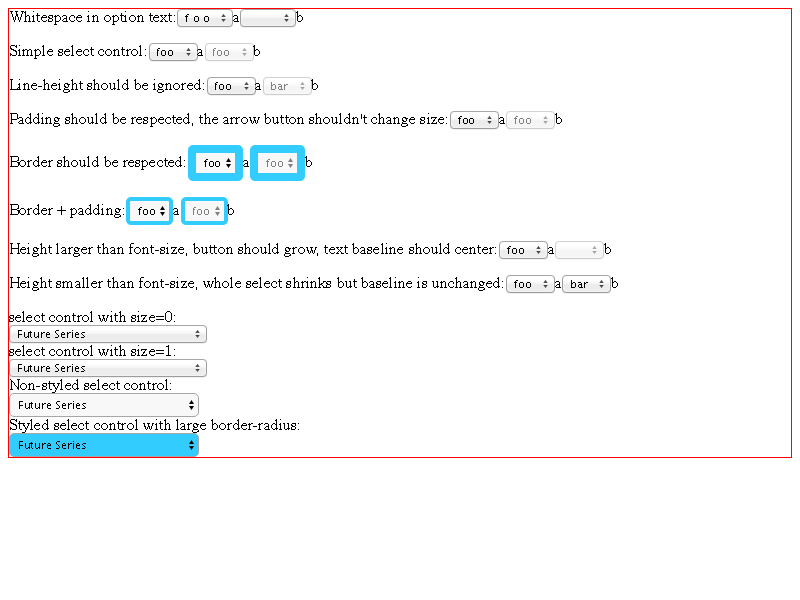 Whitespace in option text: f o o a b
Simple select control: foo a foo b
Line-height should be ignored: foo a bar b
Padding should be respected, the arrow button shouldn't change size: foo a foo b
Border should be respected: foo a foo b
Border + padding: foo a foo b
Height larger than font-size, button should grow, text baseline should center: foo a b
Height smaller than font-size, whole select shrinks but baseline is unchanged: foo a bar b
select control with size=0:
Future Series
select control with size=1:
Future Series
Non-styled select control:
Future Series
Styled select control with large border-radius:
Future Series